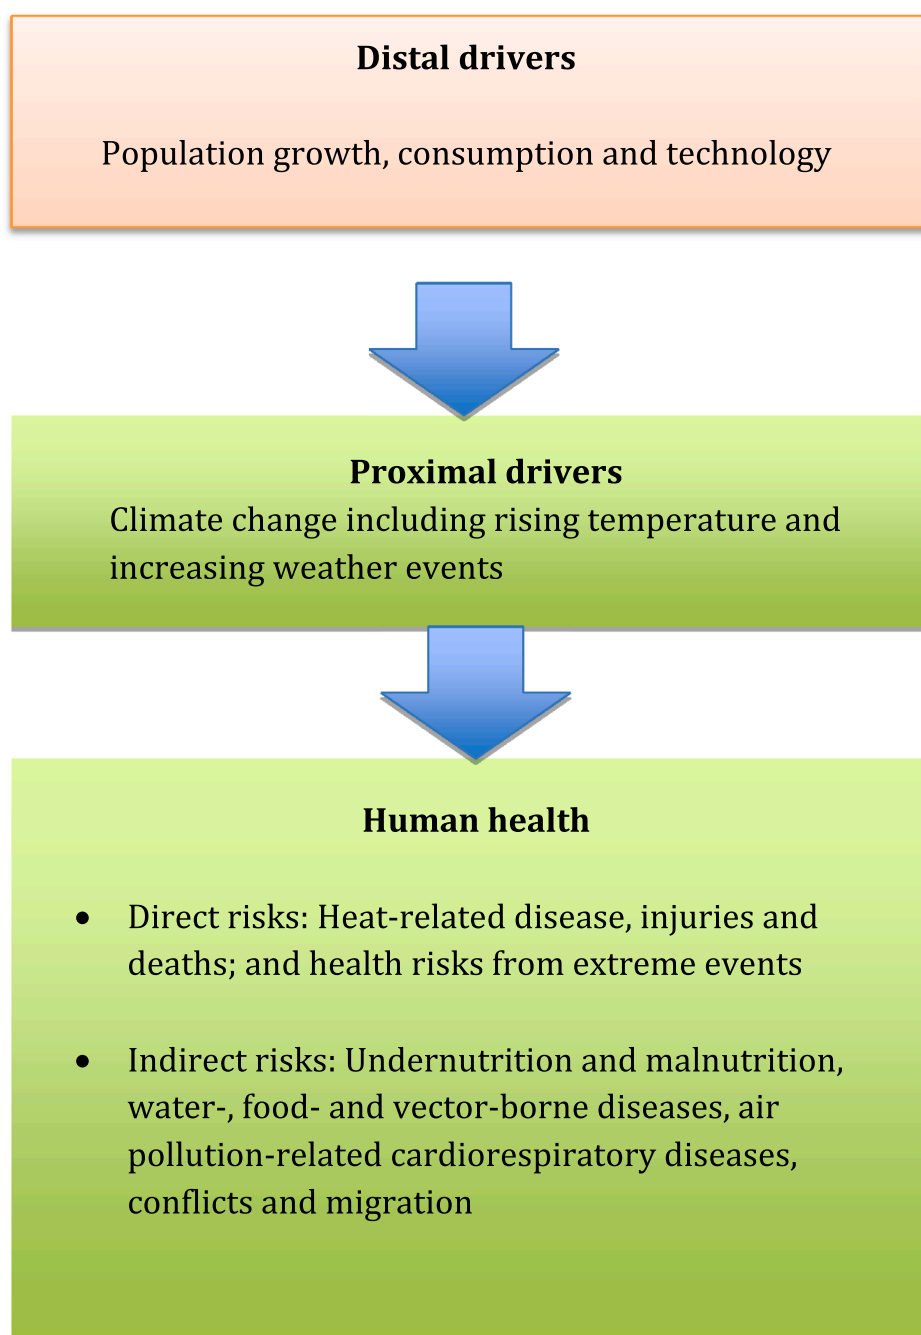 Distal drivers
Population growth, consumption and technology
Proximal drivers
Climate change including rising temperature and
increasing weather events
Human health
• Direct risks: Heat-related disease, injuries and
deaths; and health risks from extreme events
• Indirect risks: Undernutrition and malnutrition,
water-, food- and vector-borne diseases, air
pollution-related cardiorespiratory diseases,
conflicts and migration